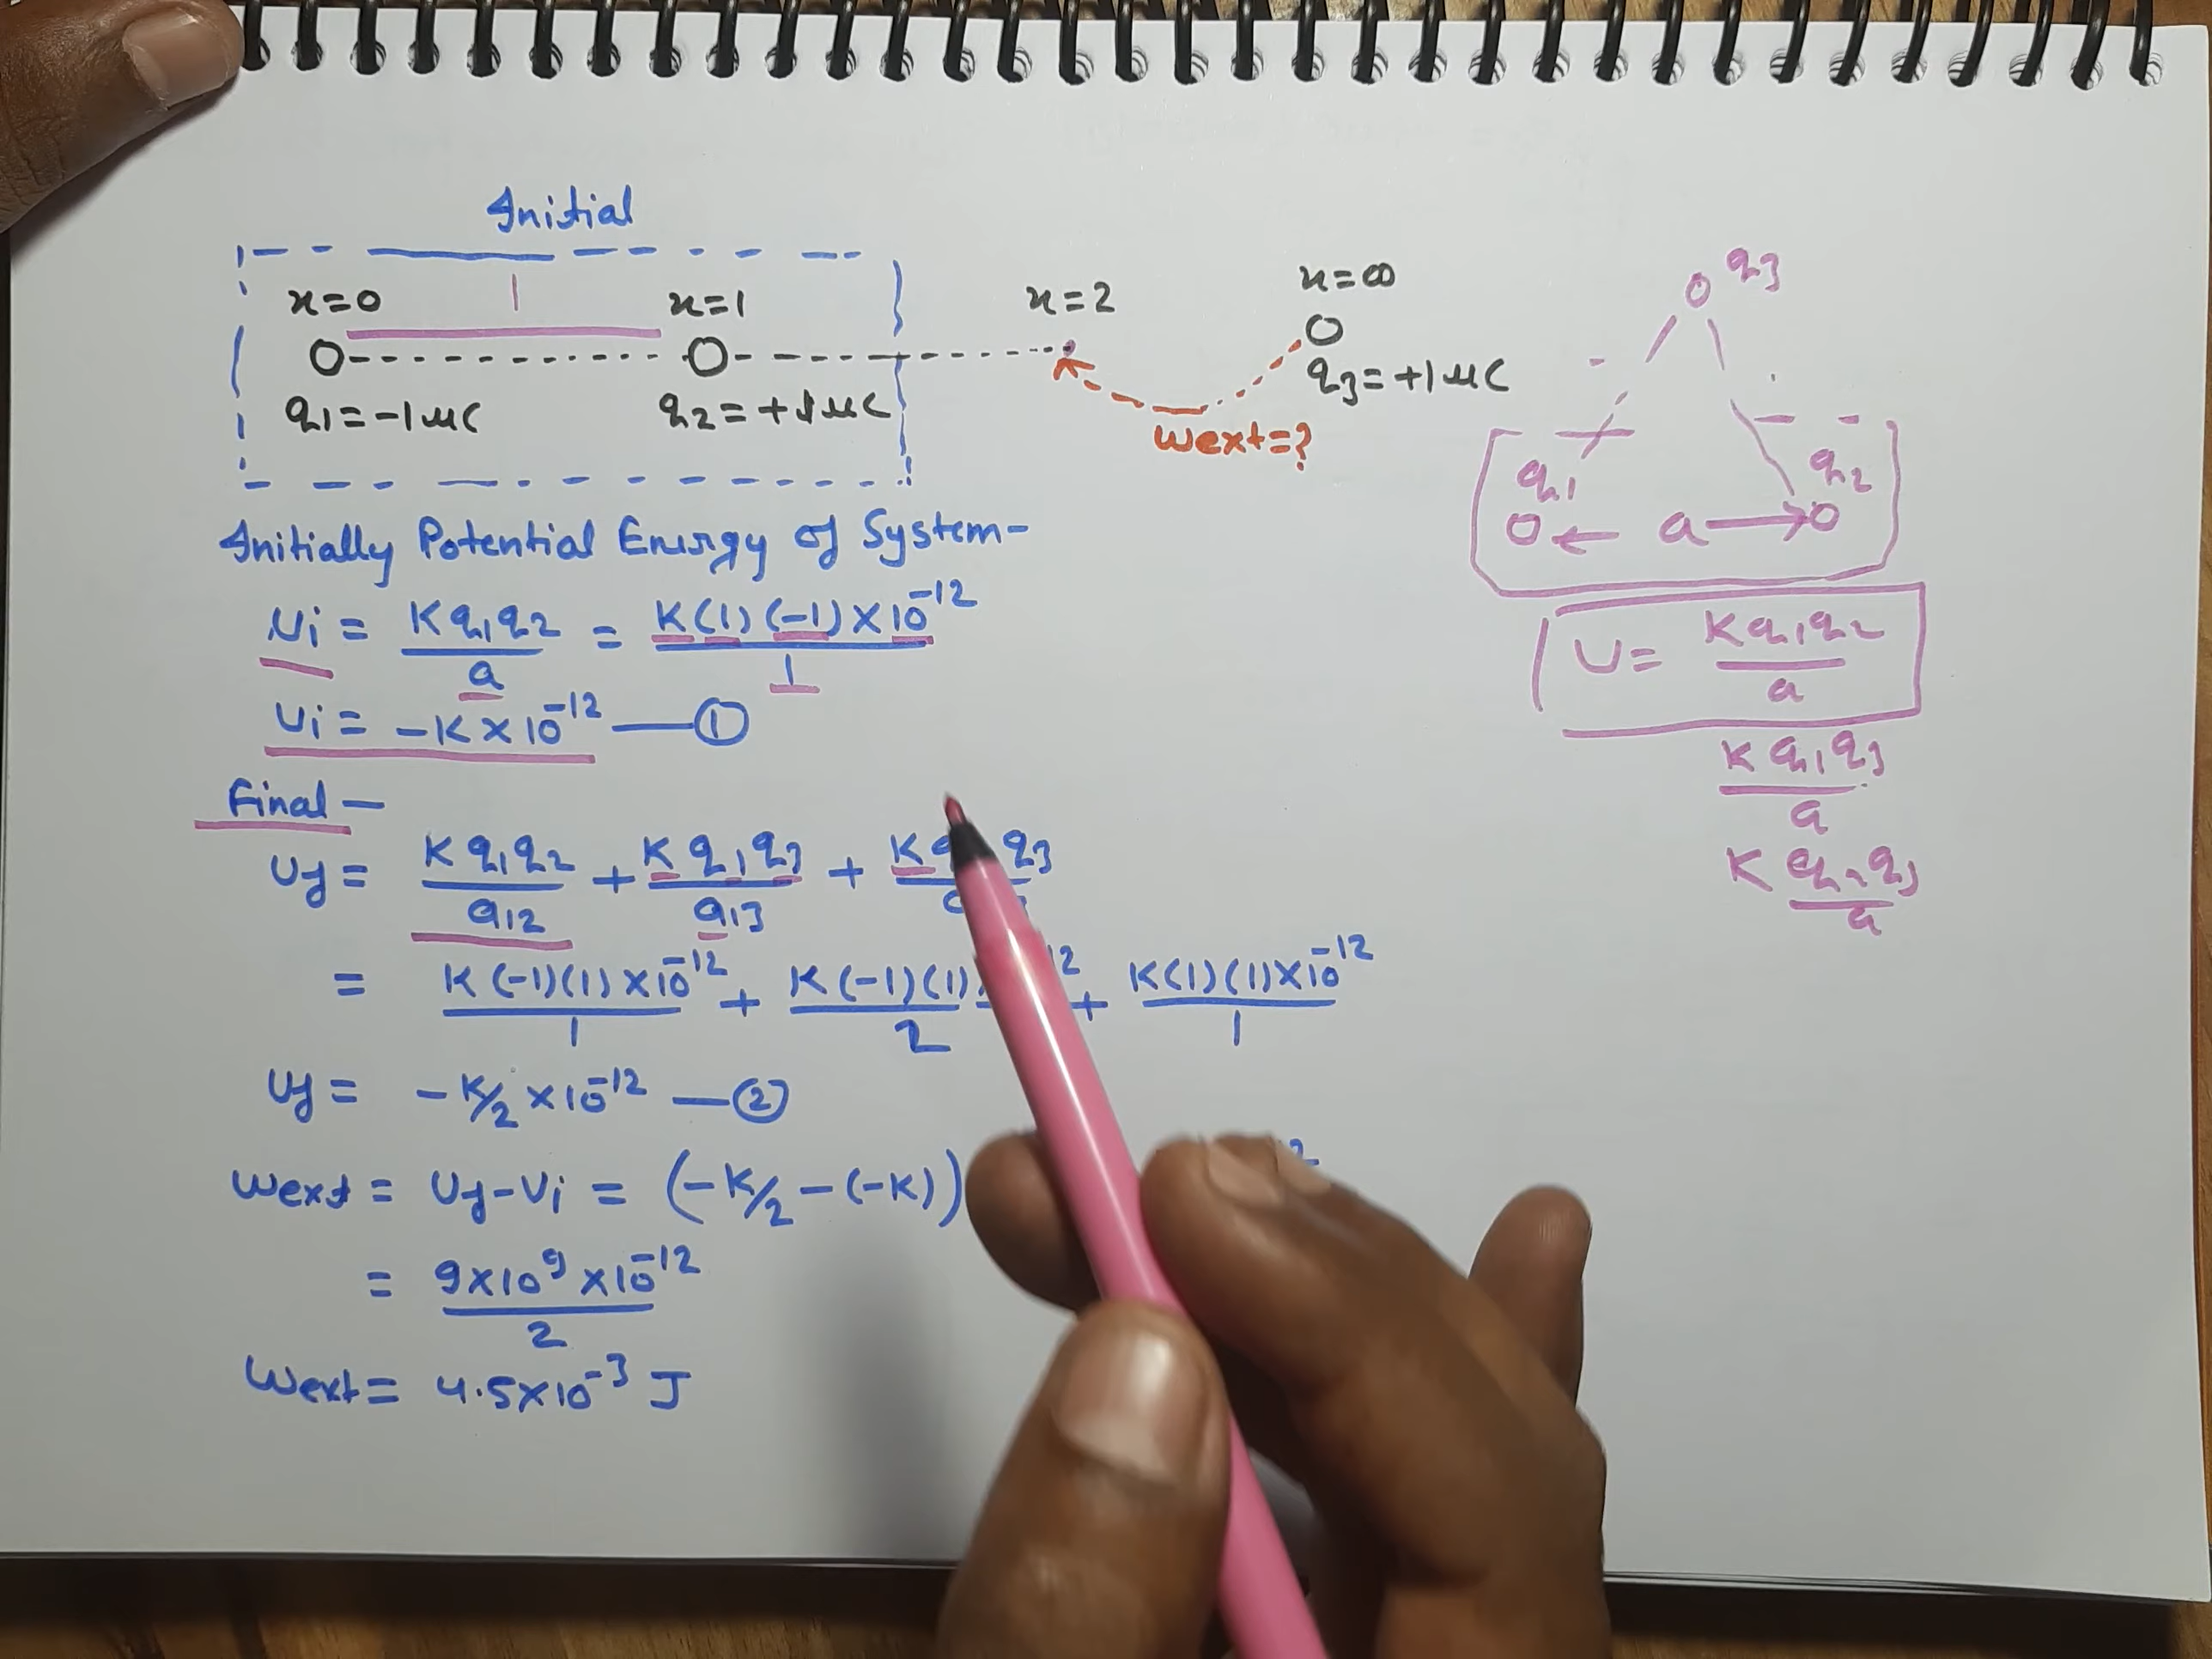 Initial
x=0 1 x=1 x=2 x=∞
q1=-1μC q2=+1μC q3=+1μC
Wext=?
Initially Potential Energy of System-
Ui = Kq1q2/a = K(1)(-1)×10^-12/1
Ui = -K×10^-12 —①
Final—
Uf = Kq1q2/a12 + Kq1q3/a13 + K q3
= K(-1)(1)×10^-12/1 + K(-1)(1) /2 + K(1)(1)×10^-12/1
Uf = -K/2 ×10^-12 —②
Wext = Uf-Ui = (-K/2 - (-K))
= 9×10^9×10^-12/2
Wext = 4.5×10^-3 J
q3
q1 q2
a
U = Kq1q2/a
Kq1q3/a
Kq2q3/a